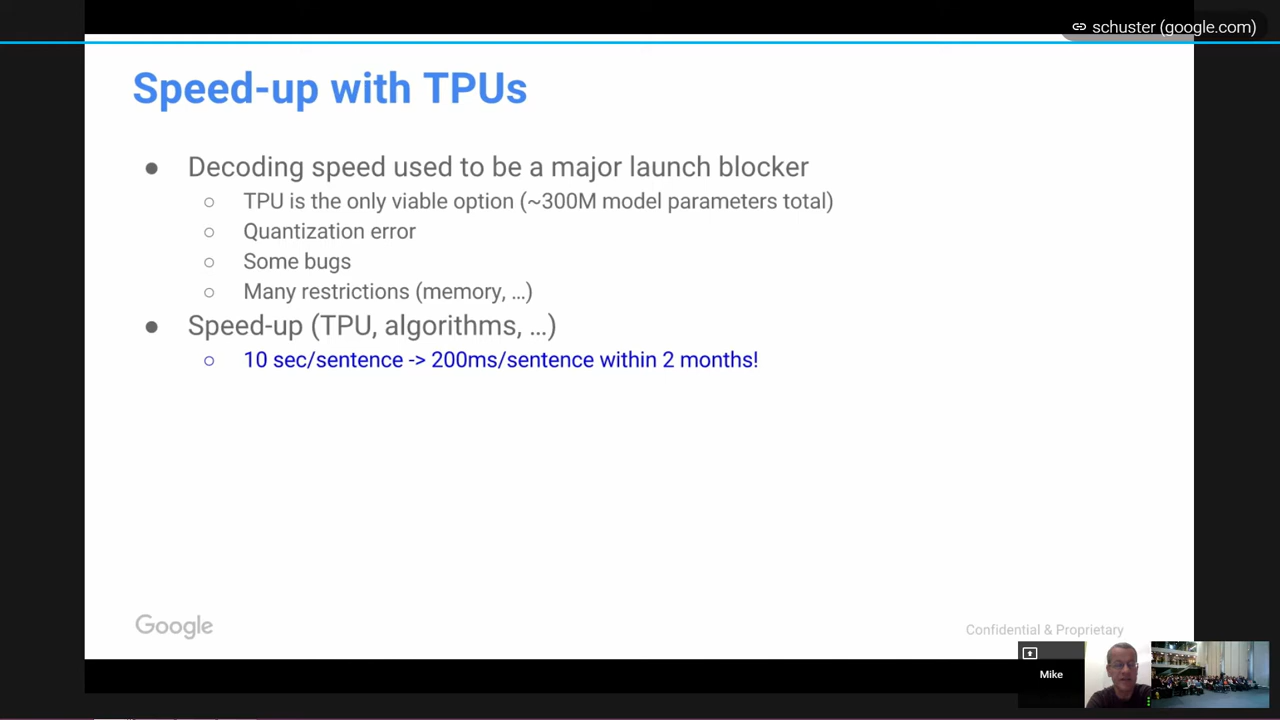 schuster (google.com)
Speed-up with TPUs
● Decoding speed used to be a major launch blocker
○ TPU is the only viable option (~300M model parameters total)
○ Quantization error
○ Some bugs
○ Many restrictions (memory, …)
● Speed-up (TPU, algorithms, …)
○ 10 sec/sentence -> 200ms/sentence within 2 months!
Google
Confidential & Proprietary
Mike